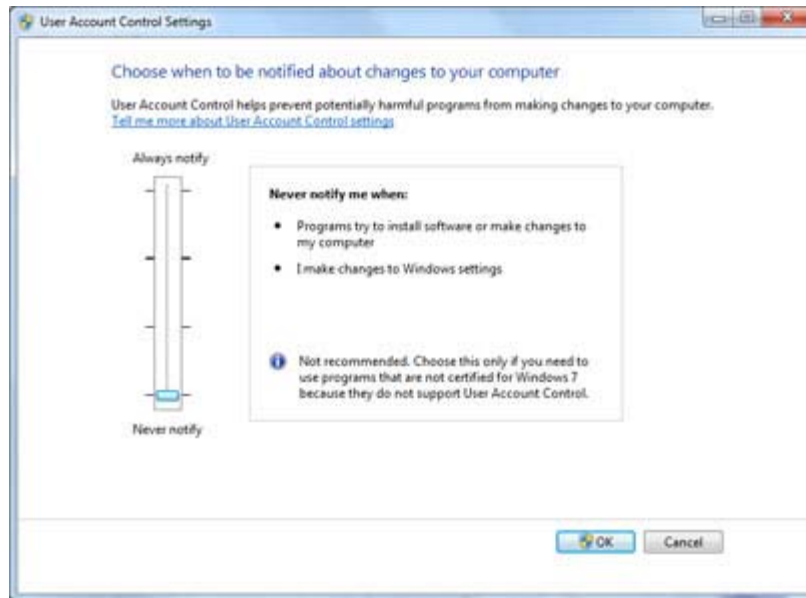 User Account Control Settings
Choose when to be notified about changes to your computer
User Account Control helps prevent potentially harmful programs from making changes to your computer.
Tell me more about User Account Control settings
Always notify
Never notify me when:
• Programs try to install software or make changes to
my computer
• I make changes to Windows settings
Not recommended. Choose this only if you need to
use programs that are not certified for Windows 7
because they do not support User Account Control.
Never notify
OK
Cancel